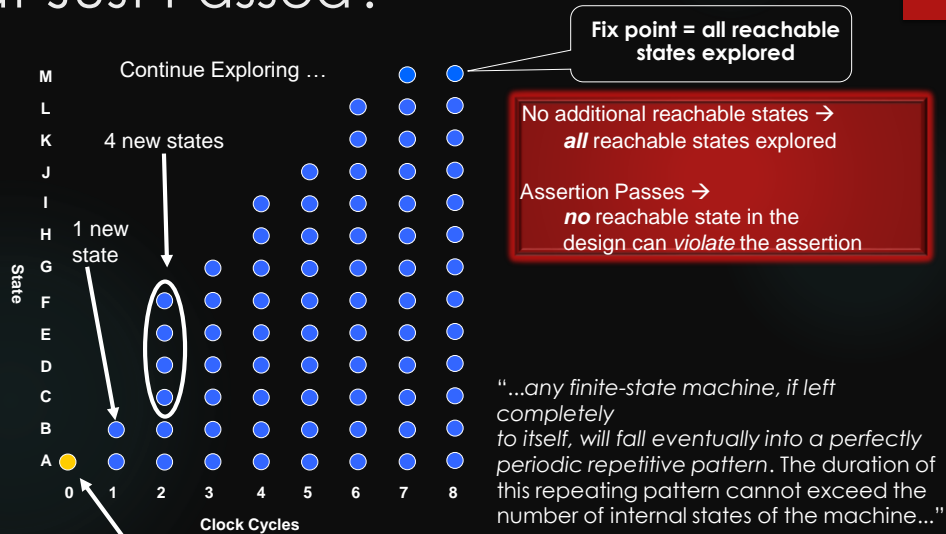 Just Passed?
Fix point = all reachable
states explored
Continue Exploring …
4 new states
1 new
state
M
L
K
J
I
H
G
F
E
D
C
B
A
State
0 1 2 3 4 5 6 7 8
Clock Cycles
No additional reachable states →
all reachable states explored
Assertion Passes →
no reachable state in the
design can violate the assertion
“...any finite-state machine, if left
completely
to itself, will fall eventually into a perfectly
periodic repetitive pattern. The duration of
this repeating pattern cannot exceed the
number of internal states of the machine...”